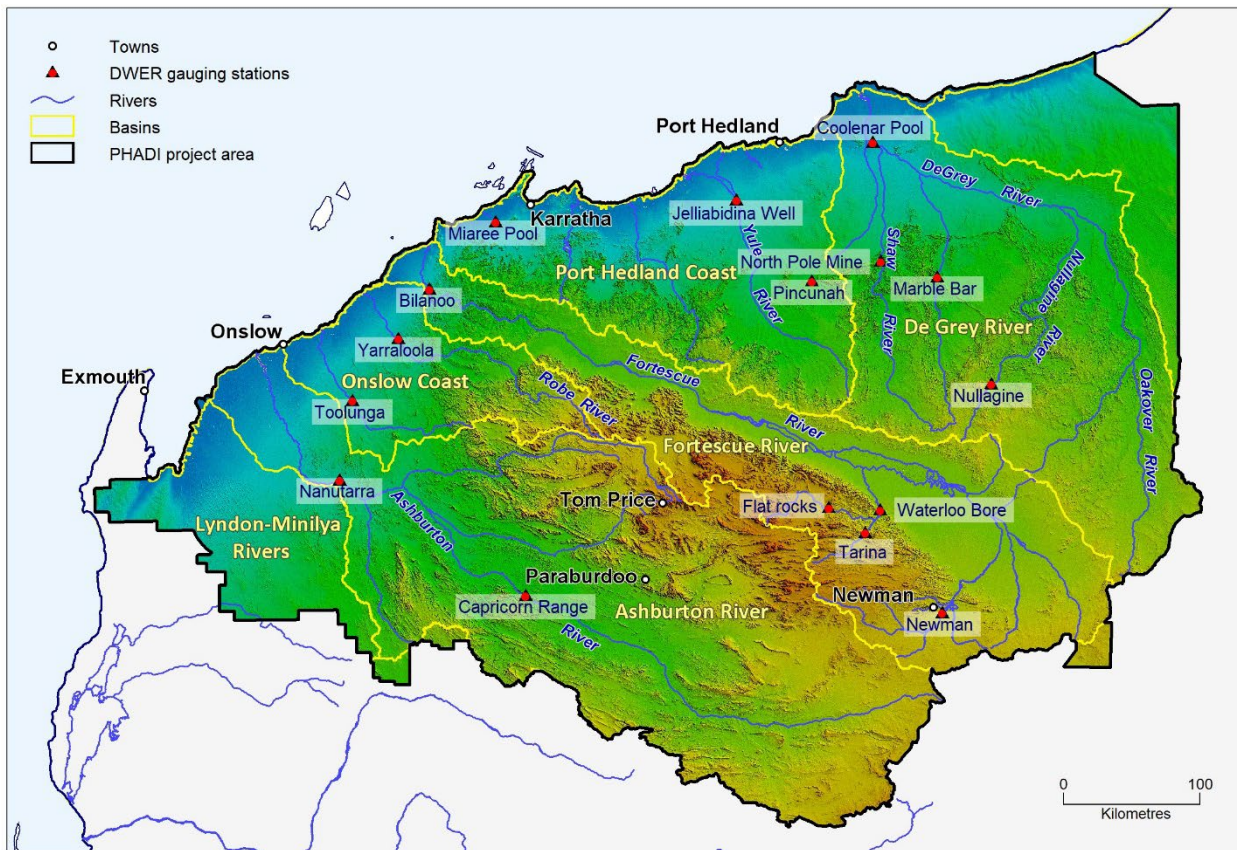 Towns
DWER gauging stations
Rivers
Basins
PHADI project area
Port Hedland
Coolenar Pool
DeGrey
River
Karratha
Miaree Pool
Jelliabidina Well
Yule
River
Shaw
River
Nullagine
River
North Pole Mine
Pincunah
Marble Bar
Port Hedland Coast
De Grey River
Bilanoo
Onslow
Yarraloola
Exmouth
Onslow Coast
Fortescue
River
Robe River
Toolunga
Nullagine
Oakover
River
Fortescue River
Nanutarra
Ashburton
River
Tom Price
Flat rocks
Waterloo Bore
Lyndon-Minilya
Rivers
Tarina
Paraburdoo
Capricorn Range
Ashburton River
Newman
Newman
0
100
Kilometres